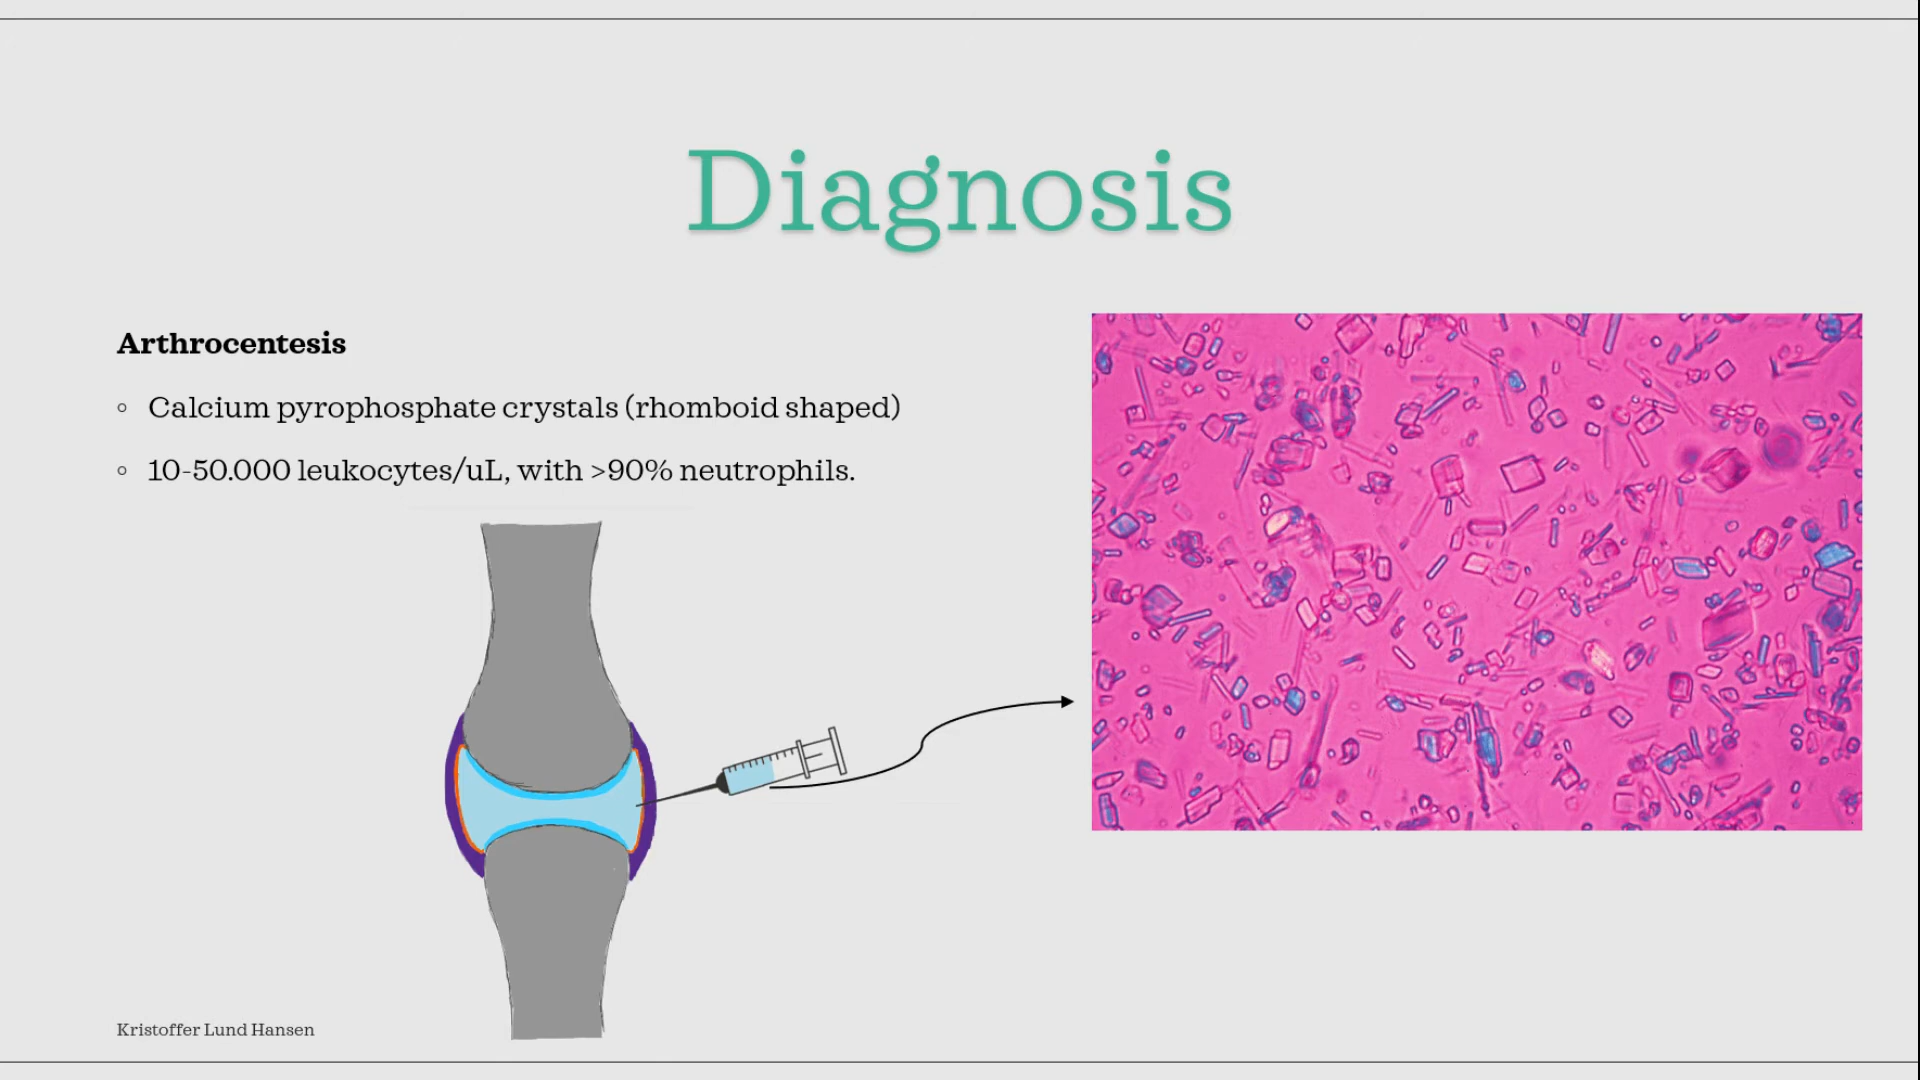 Diagnosis
Arthrocentesis
◦ Calcium pyrophosphate crystals (rhomboid shaped)
◦ 10-50.000 leukocytes/uL, with >90% neutrophils.
Kristoffer Lund Hansen